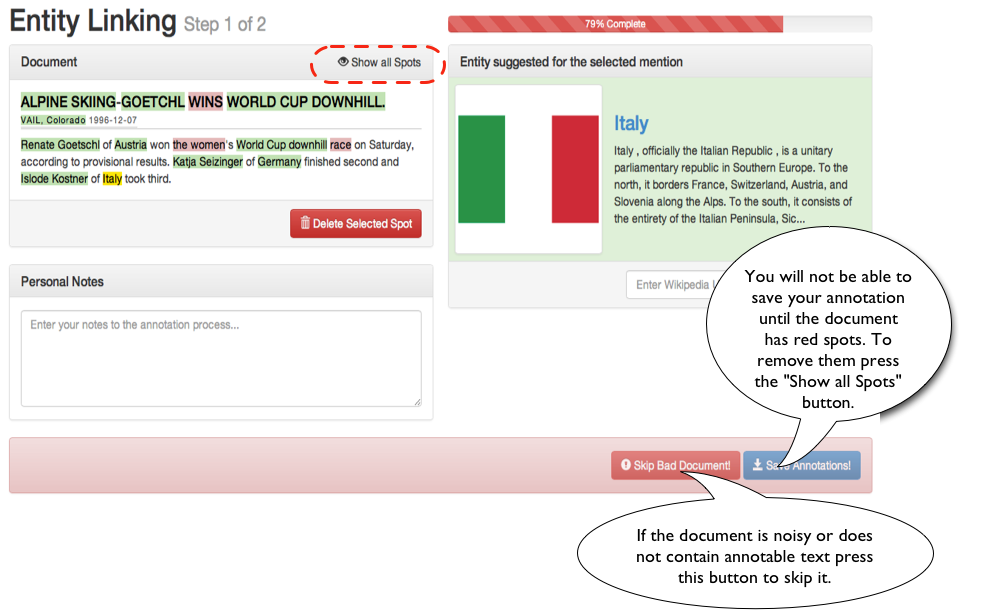 Entity Linking Step 1 of 2
79% Complete
Document
Show all Spots
ALPINE SKIING-GOETCHL WINS WORLD CUP DOWNHILL.
VAIL, Colorado 1996-12-07
Renate Goetschl of Austria won the women's World Cup downhill race on Saturday,
according to provisional results. Katja Seizinger of Germany finished second and
Islode Kostner of Italy took third.
Delete Selected Spot
Personal Notes
Enter your notes to the annotation process...
Entity suggested for the selected mention
Italy
Italy , officially the Italian Republic , is a unitary
parliamentary republic in Southern Europe. To the
north, it borders France, Switzerland, Austria, and
Slovenia along the Alps. To the south, it consists of
the entirety of the Italian Peninsula, Sic...
Enter Wikipedia
You will not be able to
save your annotation
until the document
has red spots. To
remove them press
the "Show all Spots"
button.
Skip Bad Document!
Save Annotations!
If the document is noisy or does
not contain annotable text press
this button to skip it.